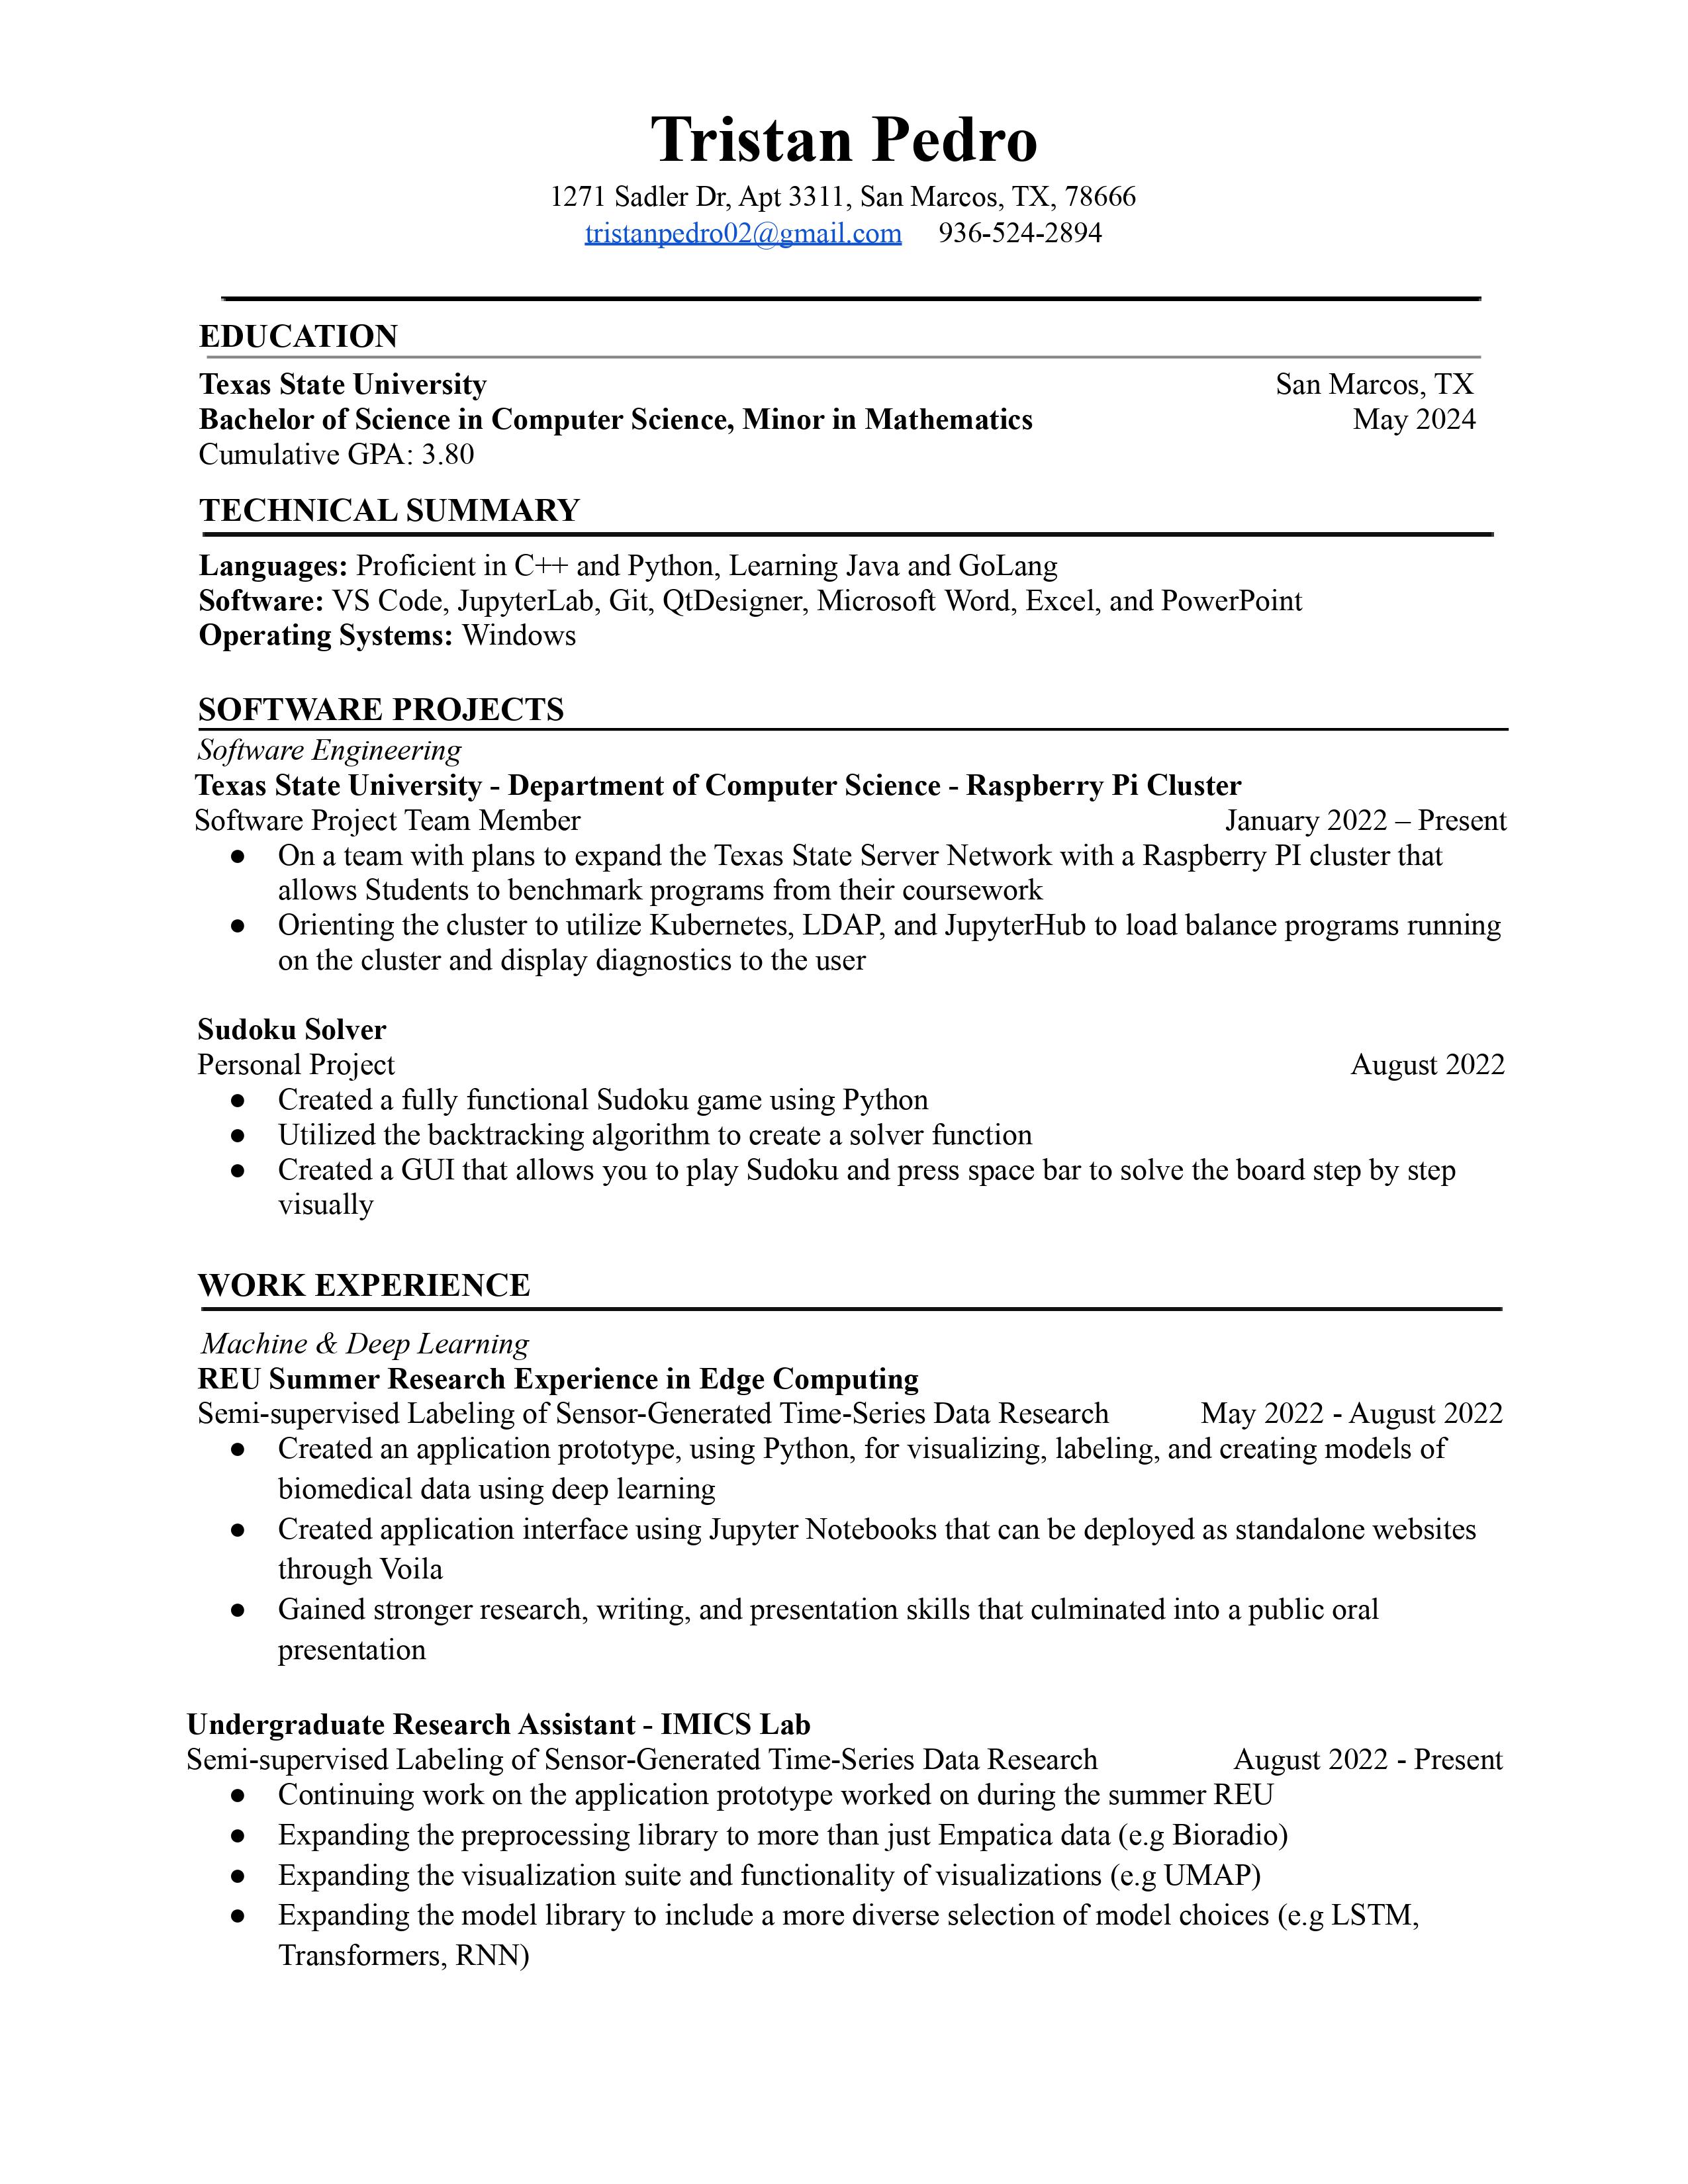 Tristan Pedro
1271 Sadler Dr, Apt 3311, San Marcos, TX, 78666
tristanpedro02@gmail.com 936-524-2894
EDUCATION
Texas State University San Marcos, TX
Bachelor of Science in Computer Science, Minor in Mathematics May 2024
Cumulative GPA: 3.80
TECHNICAL SUMMARY
Languages: Proficient in C++ and Python, Learning Java and GoLang
Software: VS Code, JupyterLab, Git, QtDesigner, Microsoft Word, Excel, and PowerPoint
Operating Systems: Windows
SOFTWARE PROJECTS
Software Engineering
Texas State University - Department of Computer Science - Raspberry Pi Cluster
Software Project Team Member January 2022 – Present
● On a team with plans to expand the Texas State Server Network with a Raspberry PI cluster that
allows Students to benchmark programs from their coursework
● Orienting the cluster to utilize Kubernetes, LDAP, and JupyterHub to load balance programs running
on the cluster and display diagnostics to the user
Sudoku Solver
Personal Project August 2022
● Created a fully functional Sudoku game using Python
● Utilized the backtracking algorithm to create a solver function
● Created a GUI that allows you to play Sudoku and press space bar to solve the board step by step
visually
WORK EXPERIENCE
Machine & Deep Learning
REU Summer Research Experience in Edge Computing
Semi-supervised Labeling of Sensor-Generated Time-Series Data Research May 2022 - August 2022
● Created an application prototype, using Python, for visualizing, labeling, and creating models of
biomedical data using deep learning
● Created application interface using Jupyter Notebooks that can be deployed as standalone websites
through Voila
● Gained stronger research, writing, and presentation skills that culminated into a public oral
presentation
Undergraduate Research Assistant - IMICS Lab
Semi-supervised Labeling of Sensor-Generated Time-Series Data Research August 2022 - Present
● Continuing work on the application prototype worked on during the summer REU
● Expanding the preprocessing library to more than just Empatica data (e.g Bioradio)
● Expanding the visualization suite and functionality of visualizations (e.g UMAP)
● Expanding the model library to include a more diverse selection of model choices (e.g LSTM,
Transformers, RNN)